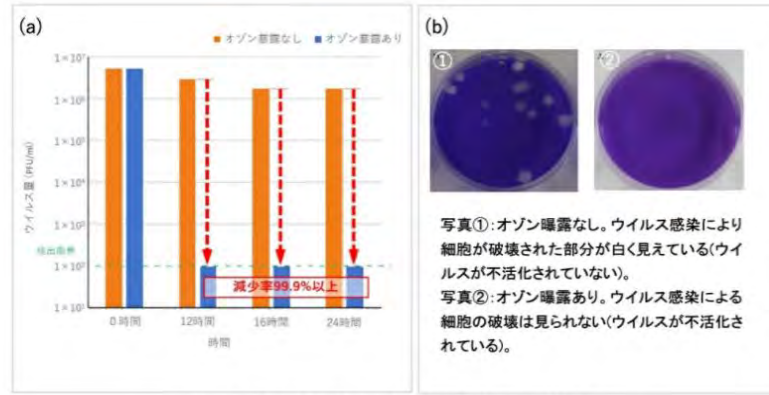 (a)
■ オゾン暴露なし ■ オゾン暴露あり
ウイルス量(PFU/ml)
1×10⁷
1×10⁶
1×10⁵
1×10⁴
1×10³
1×10²
1×10¹
検出限界
減少率99.9%以上
0時間 12時間 16時間 24時間
時間
(b)
① ②
写真①:オゾン曝露なし。ウイルス感染により
細胞が破壊された部分が白く見えている(ウイ
ルスが不活化されていない)。
写真②:オゾン曝露あり。ウイルス感染による
細胞の破壊は見られない(ウイルスが不活化さ
れている)。